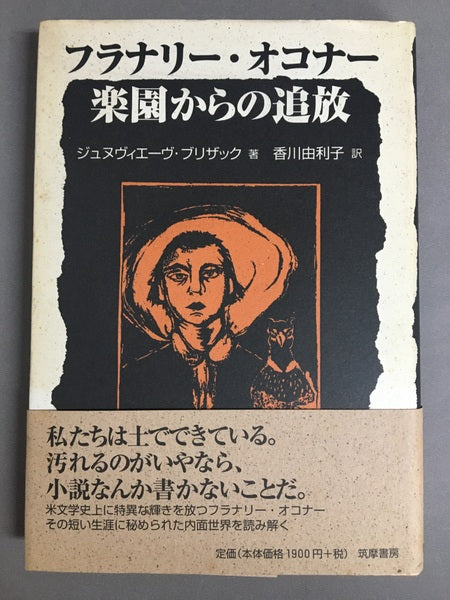 フラナリー・オコナー
楽園からの追放
ジュヌヴィエーヴ・ブリザック 著 香川由利子 訳
私たちは土でできている。
汚れるのがいやなら、
小説なんか書かないことだ。
米文学史上に特異な輝きを放つフラナリー・オコナー
その短い生涯に秘められた内面世界を読み解く
定価(本体価格1900円+税) 筑摩書房